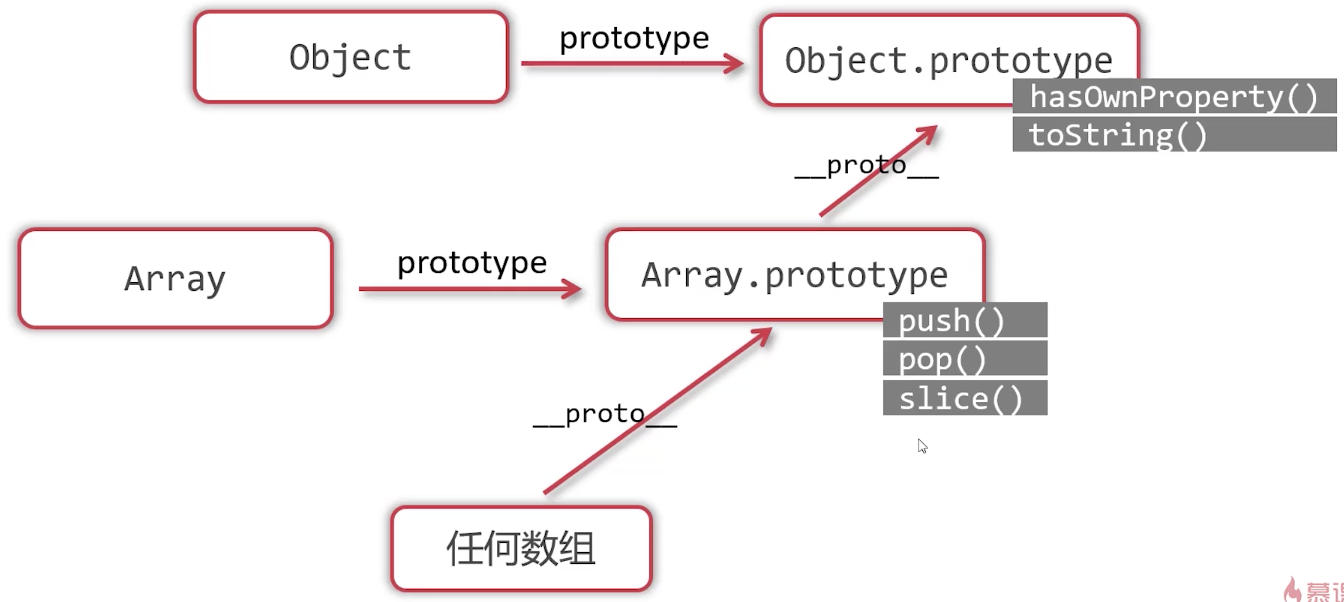 Object
prototype
Object.prototype
hasOwnProperty()
toString()
__proto__
Array
prototype
Array.prototype
push()
pop()
slice()
__proto__
任何数组
慕课